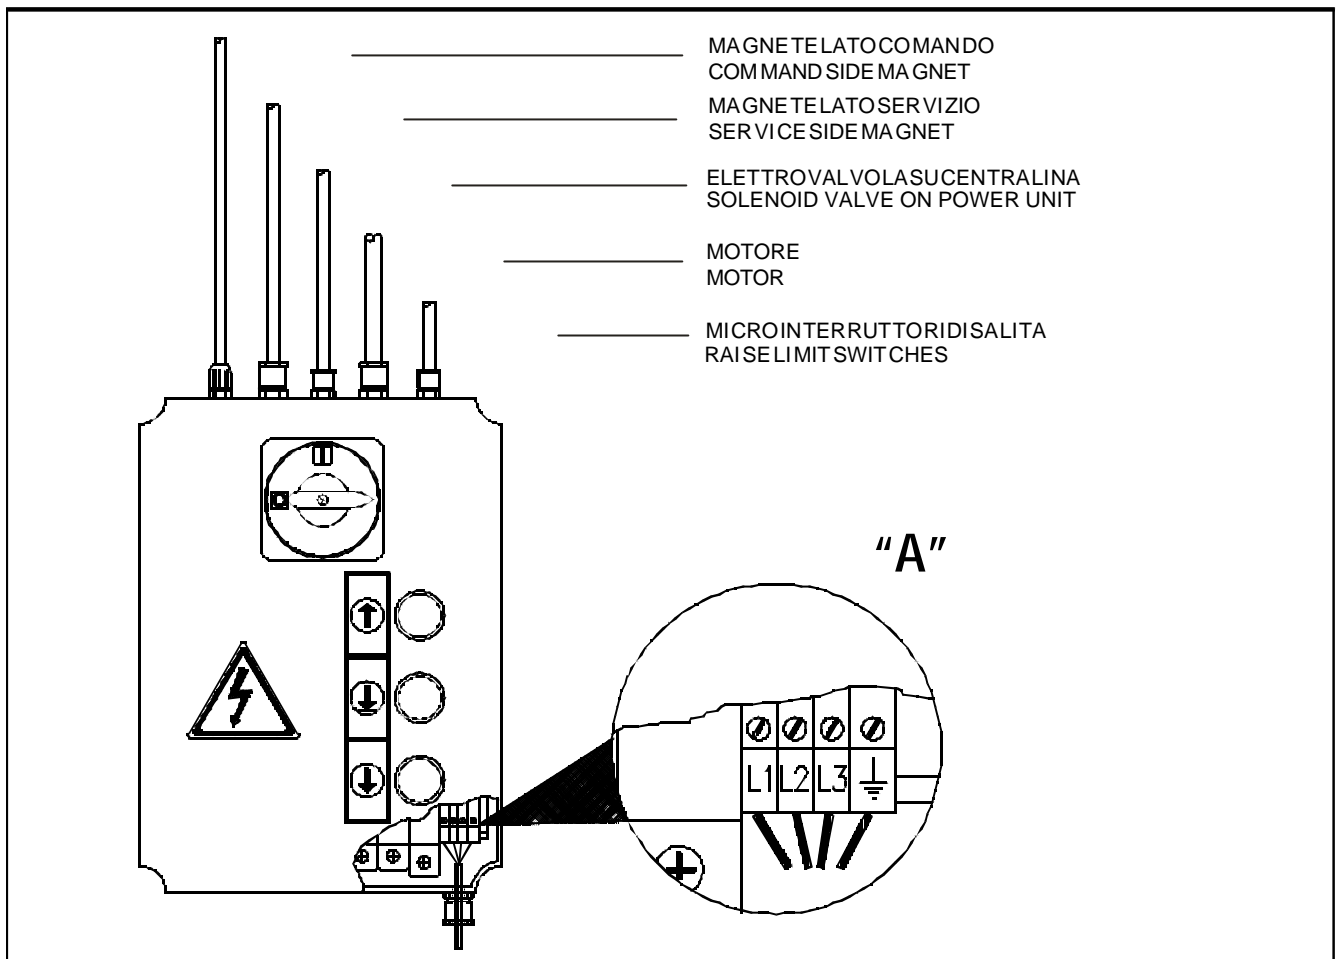 MAGNETE LATO COMANDO
COMMAND SIDE MAGNET
MAGNETE LATO SERVIZIO
SERVICE SIDE MAGNET
ELETTROVALVOLA SU CENTRALINA
SOLENOID VALVE ON POWER UNIT
MOTORE
MOTOR
MICROINTERRUTTORI DI SALITA
RAISE LIMIT SWITCHES
“A”
L1 L2 L3